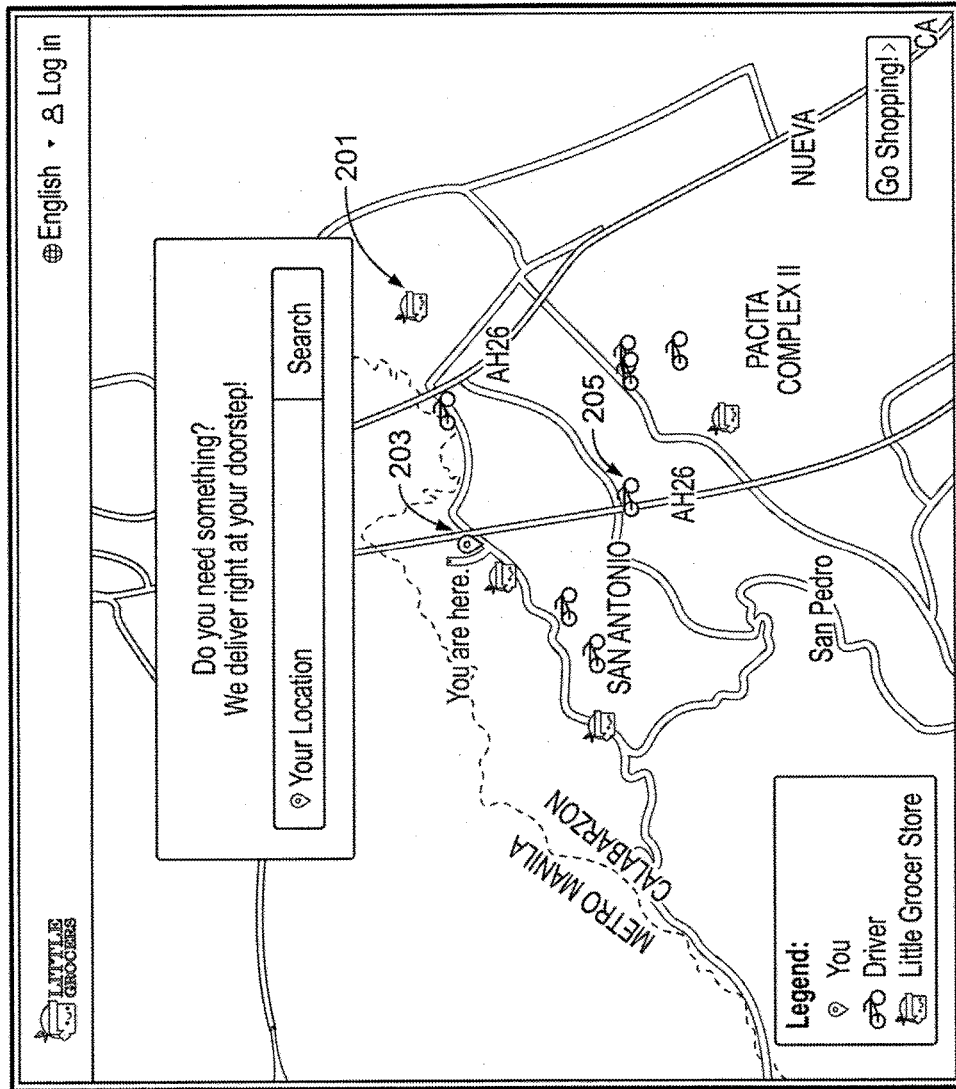 LITTLE
GROCERS
English
Log in
Do you need something?
We deliver right at your doorstep!
Your Location
Search
201
203
You are here.
AH26
205
METRO MANILA
CALABARZON
SAN ANTONIO
AH26
NUEVA
PACITA
COMPLEX II
San Pedro
Legend:
You
Driver
Little Grocer Store
Go Shopping! >
CA